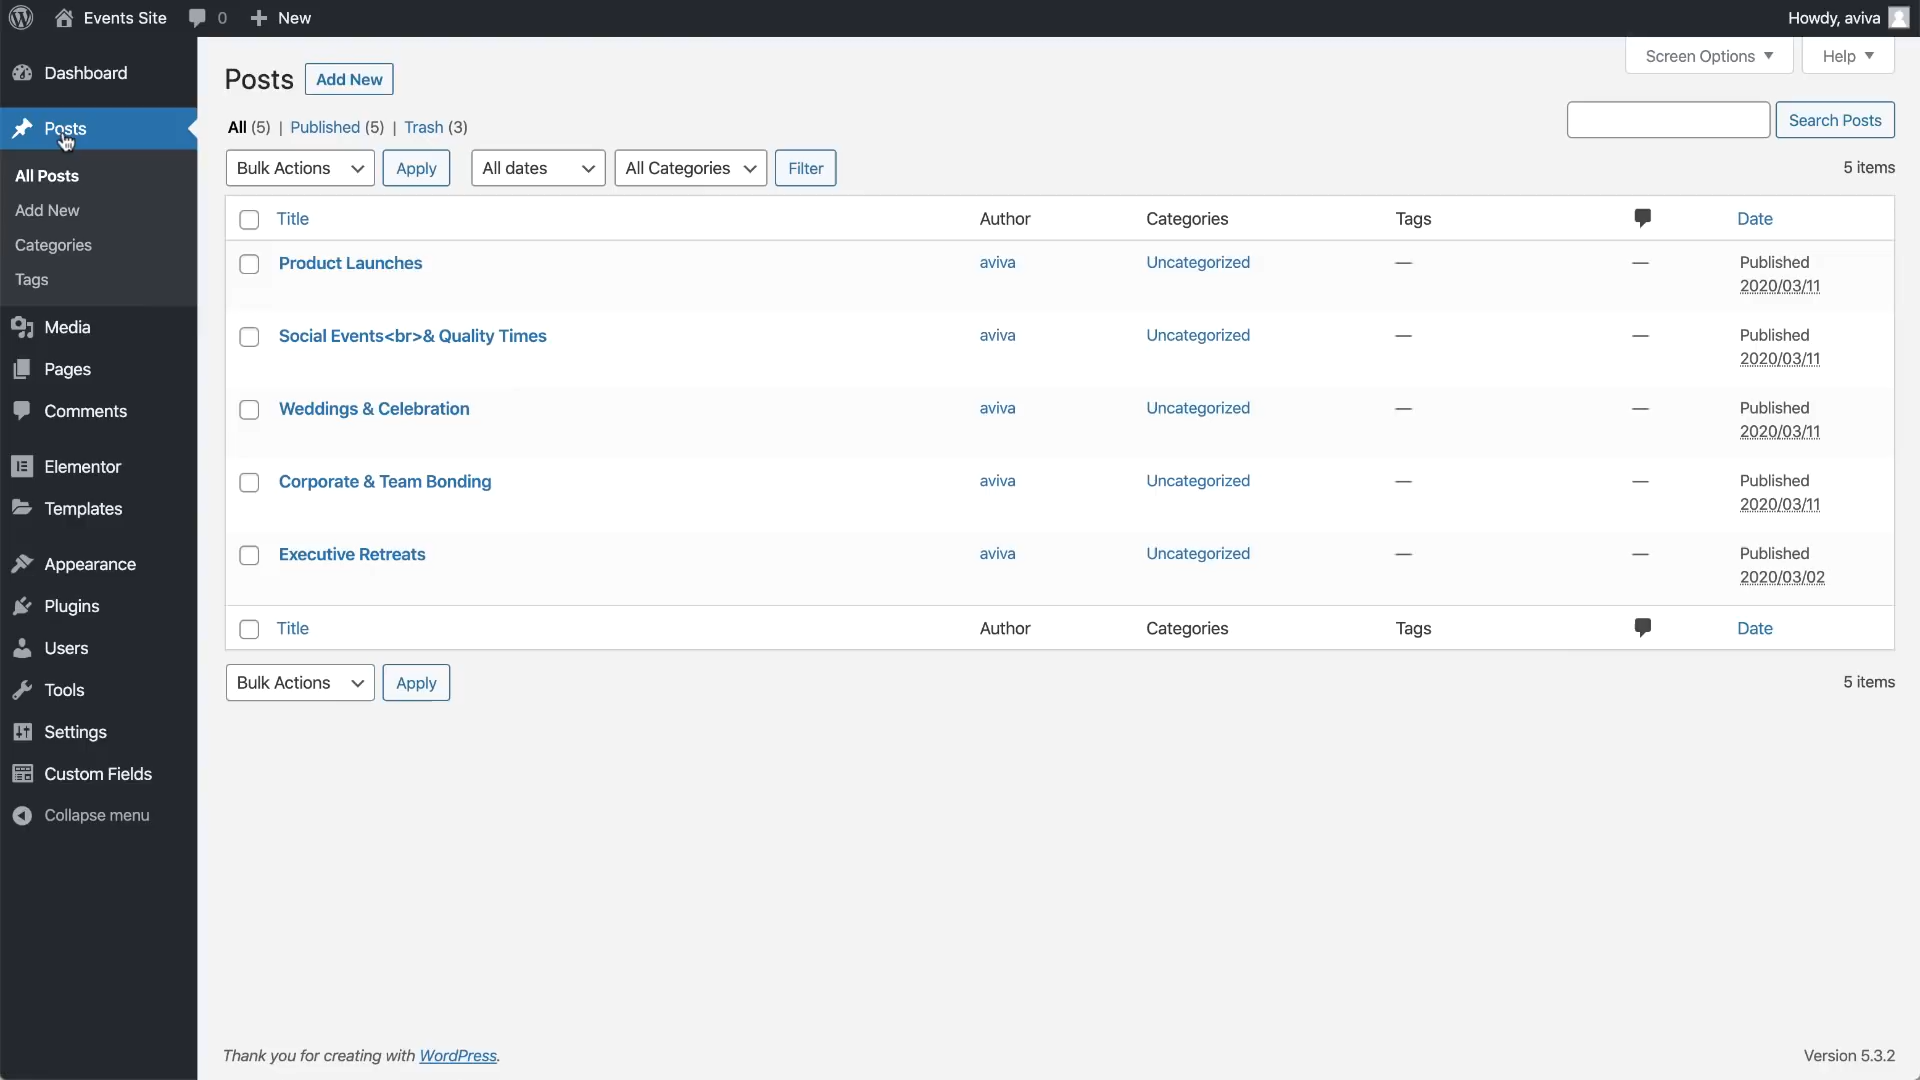 Events Site 0 New Howdy, aviva
Dashboard
Posts
All Posts
Add New
Categories
Tags
Media
Pages
Comments
Elementor
Templates
Appearance
Plugins
Users
Tools
Settings
Custom Fields
Collapse menu
Screen Options Help
Posts Add New
All (5) | Published (5) | Trash (3)
Search Posts
Bulk Actions Apply All dates All Categories Filter 5 items
Title Author Categories Tags Date
Product Launches aviva Uncategorized — — Published
2020/03/11
Social Events<br>& Quality Times aviva Uncategorized — — Published
2020/03/11
Weddings & Celebration aviva Uncategorized — — Published
2020/03/11
Corporate & Team Bonding aviva Uncategorized — — Published
2020/03/11
Executive Retreats aviva Uncategorized — — Published
2020/03/02
Title Author Categories Tags Date
Bulk Actions Apply 5 items
Thank you for creating with WordPress. Version 5.3.2